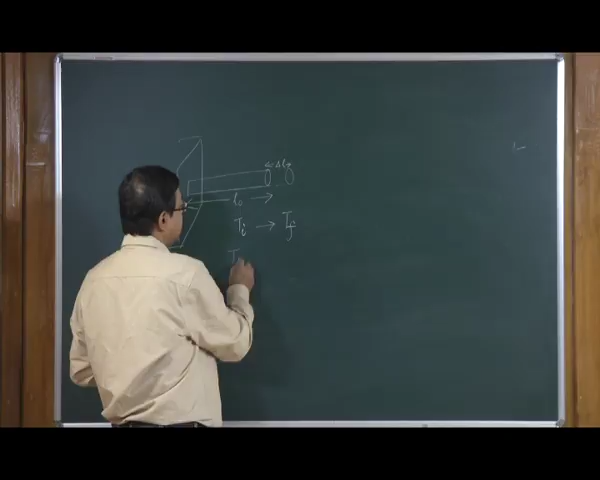 Δl
l₀ →
Tᵢ → T_f
T